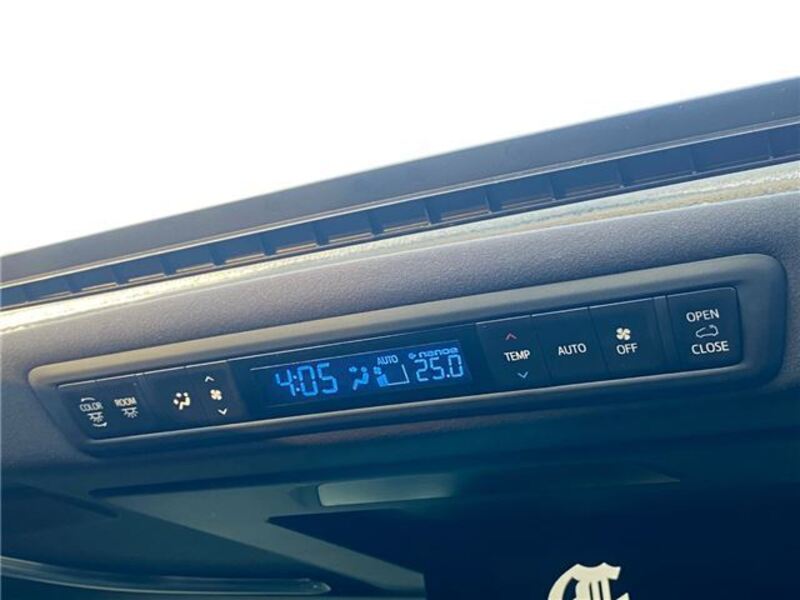 COLOR
ROOM
4:05
AUTO
nanoe
25.0
TEMP
AUTO
OFF
OPEN
CLOSE